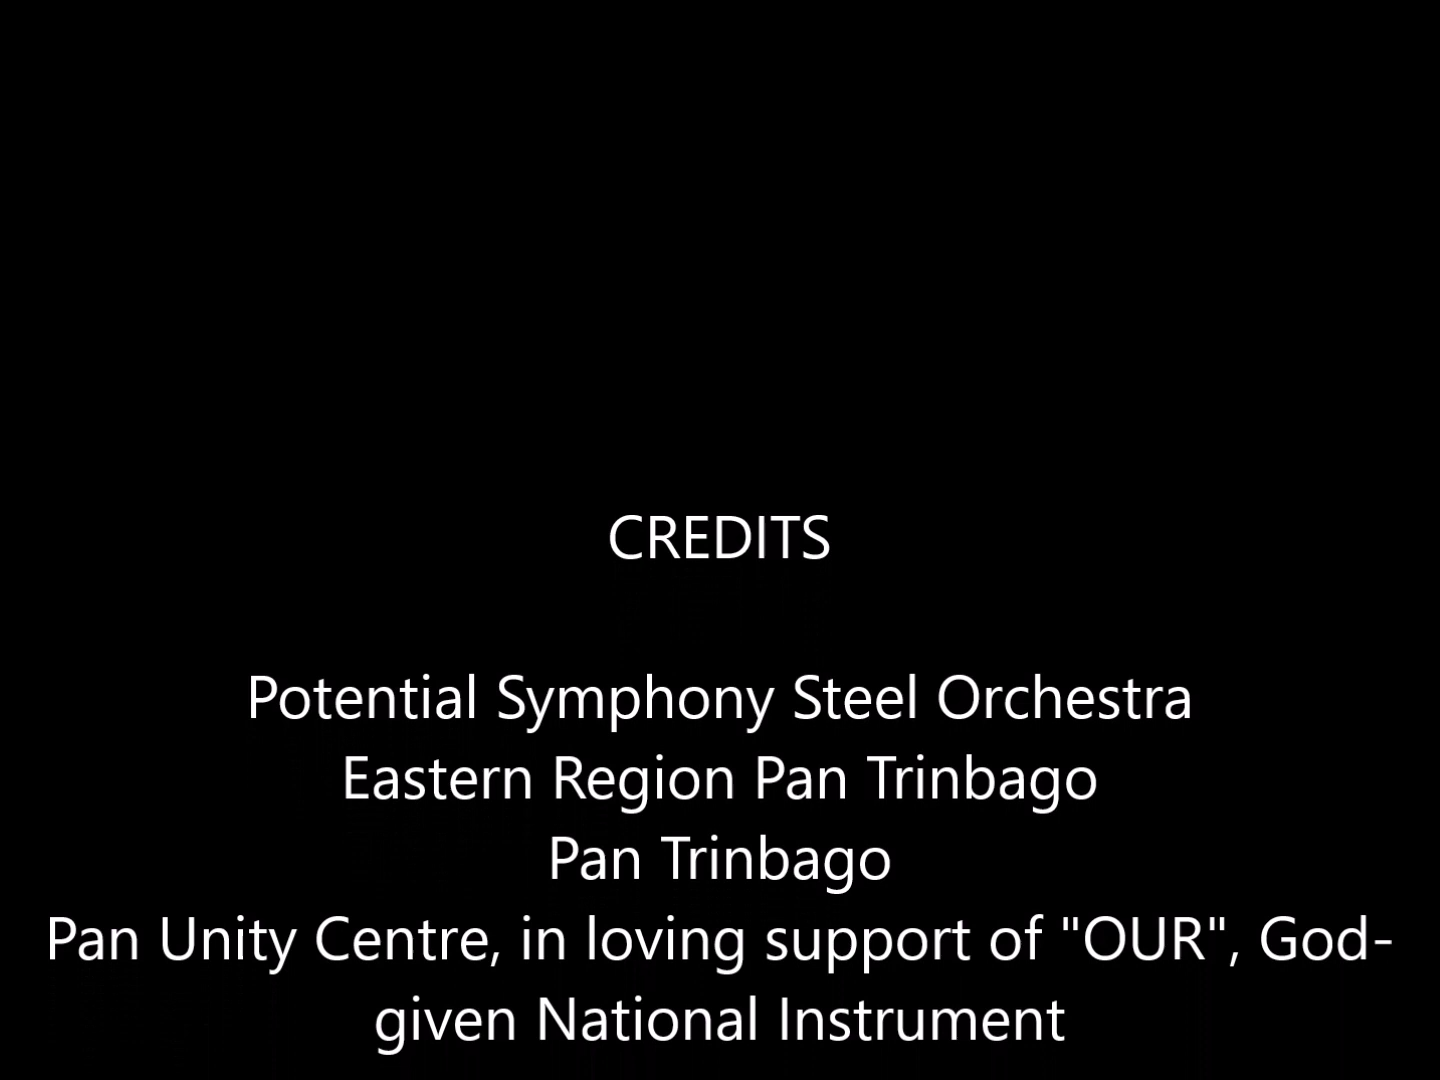 CREDITS
Potential Symphony Steel Orchestra
Eastern Region Pan Trinbago
Pan Trinbago
Pan Unity Centre, in loving support of "OUR", God-
given National Instrument